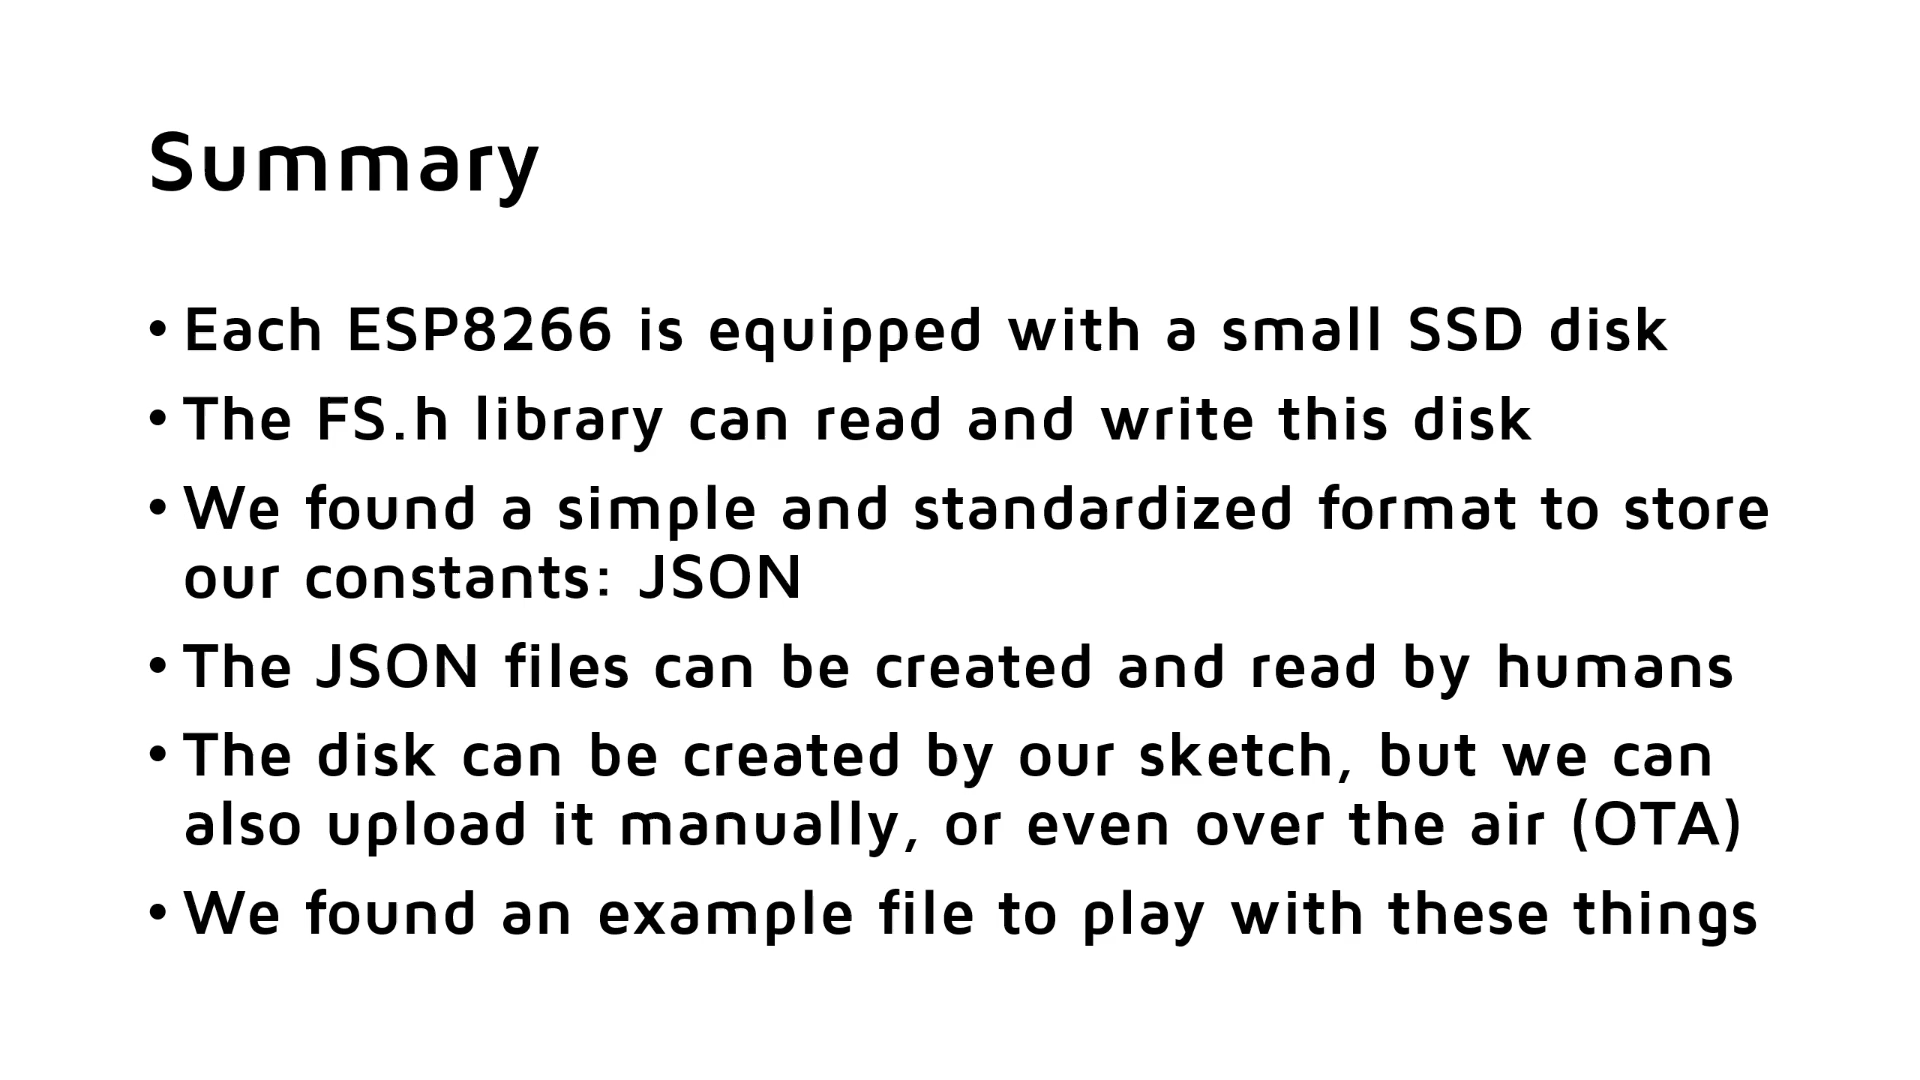 Summary
• Each ESP8266 is equipped with a small SSD disk
• The FS.h library can read and write this disk
• We found a simple and standardized format to store
our constants: JSON
• The JSON files can be created and read by humans
• The disk can be created by our sketch, but we can
also upload it manually, or even over the air (OTA)
• We found an example file to play with these things